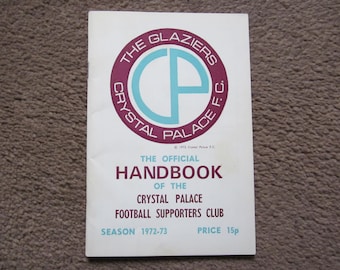 THE GLAZIERS
CP
CRYSTAL PALACE F.C.
THE OFFICIAL
HANDBOOK
OF THE
CRYSTAL PALACE
FOOTBALL SUPPORTERS CLUB
SEASON 1972-73 PRICE 15p